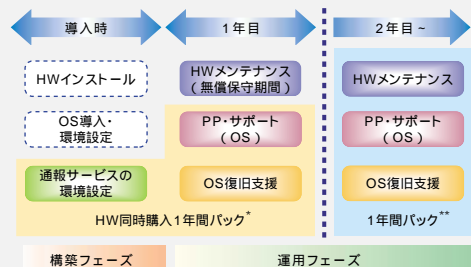 導入時
1年目
2年目~
HWインストール
HWメンテナンス
（無償保守期間）
HWメンテナンス
OS導入・
環境設定
PP・サポート
（OS）
PP・サポート
（OS）
通報サービスの
環境設定
OS復旧支援
OS復旧支援
HW同時購入1年間パック*
1年間パック**
構築フェーズ
運用フェーズ